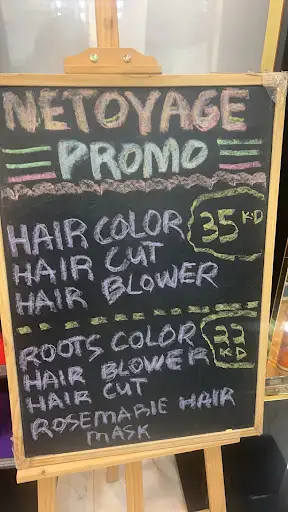 NETOYAGE
PROMO
HAIR COLOR 35 KD
HAIR CUT
HAIR BLOWER
ROOTS COLOR 22 KD
HAIR BLOWER
HAIR CUT
ROSEMARIE HAIR
MASK